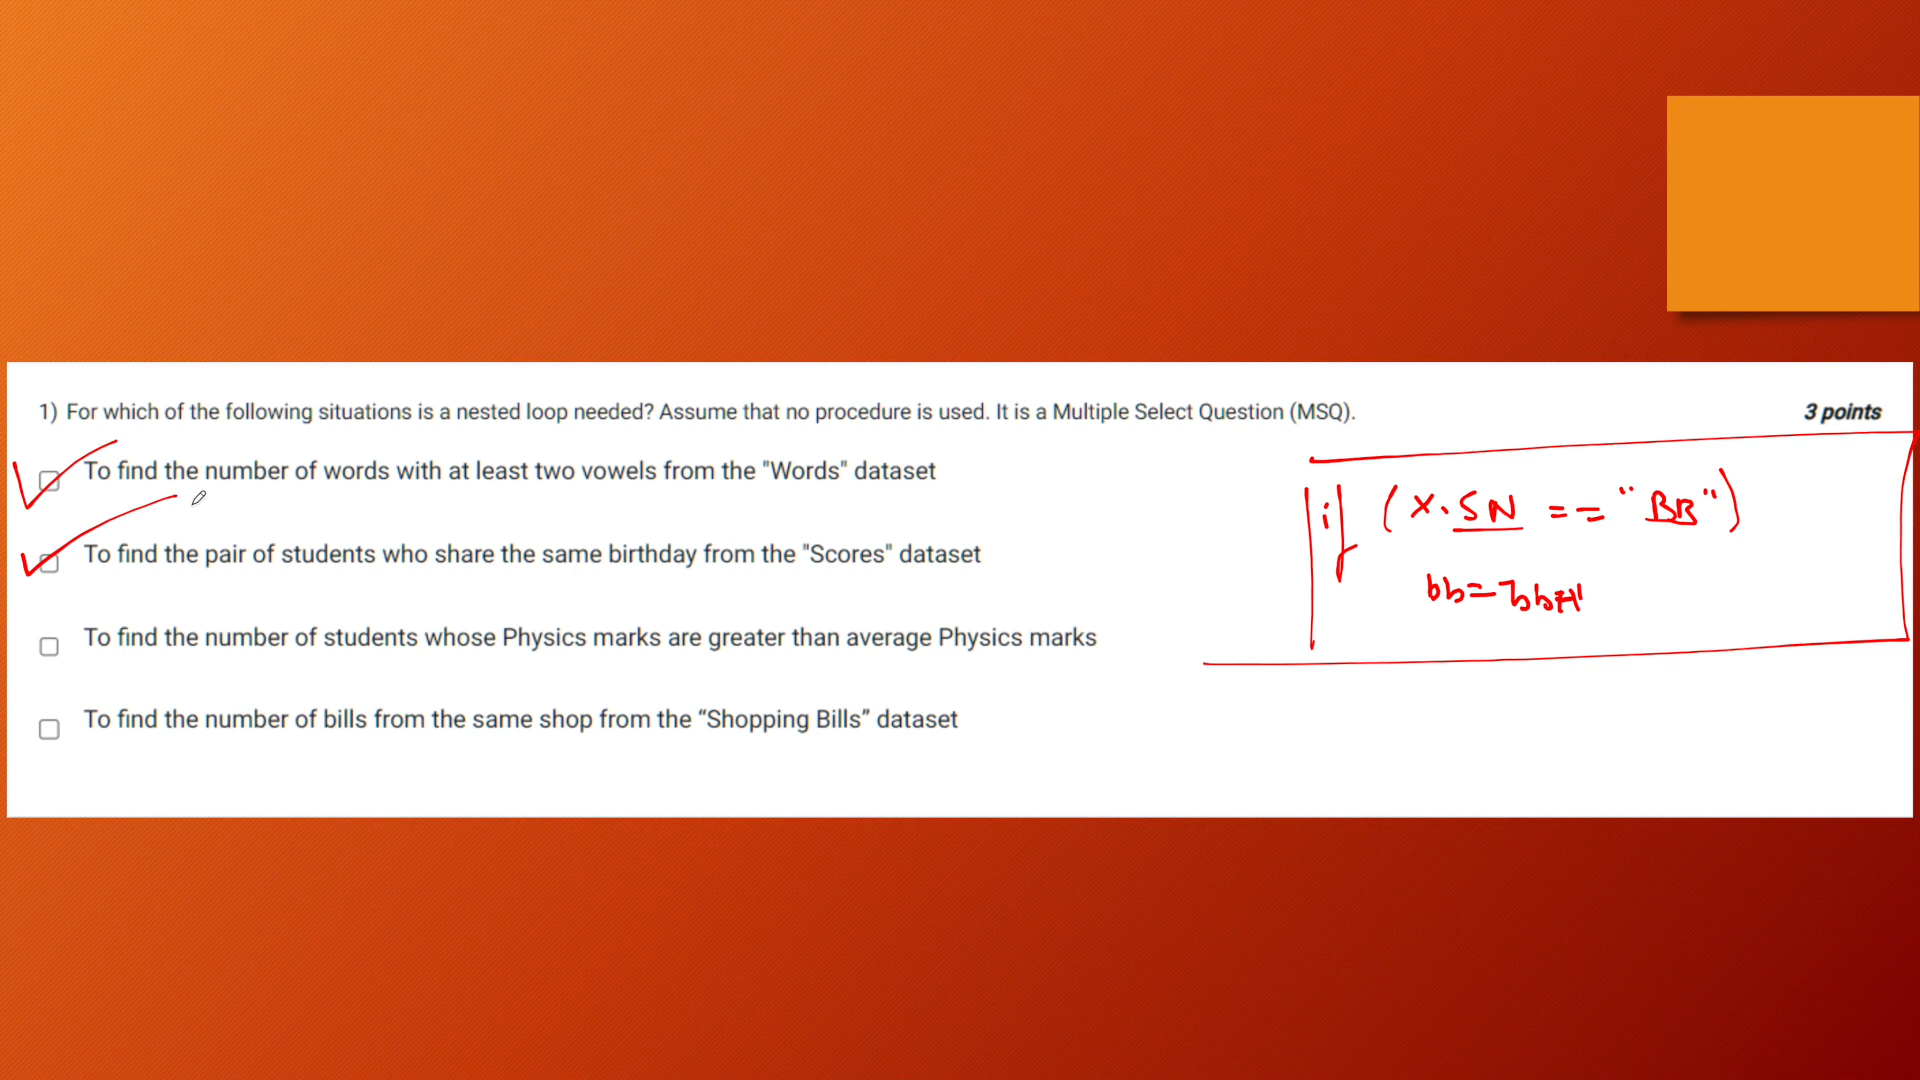 1) For which of the following situations is a nested loop needed? Assume that no procedure is used. It is a Multiple Select Question (MSQ). 3 points
To find the number of words with at least two vowels from the "Words" dataset
To find the pair of students who share the same birthday from the "Scores" dataset
To find the number of students whose Physics marks are greater than average Physics marks
To find the number of bills from the same shop from the “Shopping Bills” dataset
if (X.SN == "BB")
bb=bb+1